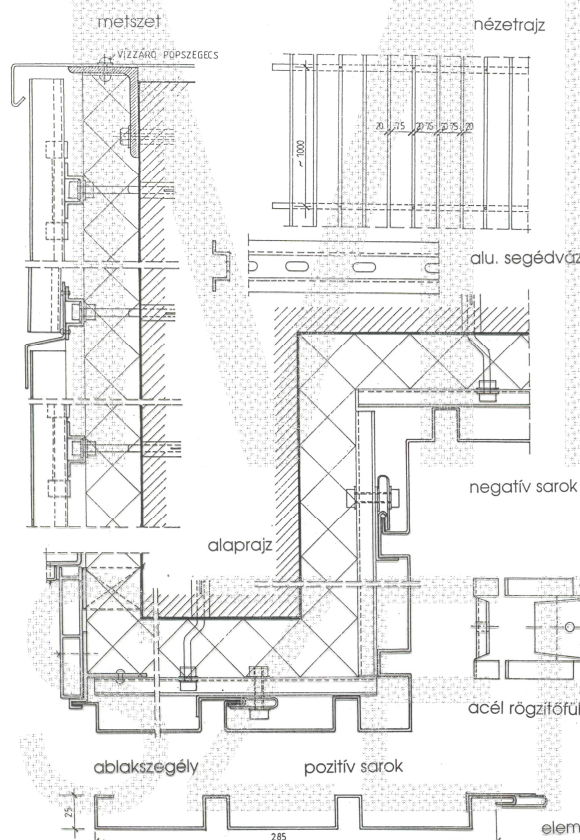 metszet
nézetrajz
VÍZZÁRÓ POPSZEGECS
20 75 20 75 20 75 20
~1000
alu. segédváz
negatív sarok
alaprajz
acél rögzítőfül
ablakszegély
pozitív sarok
25
285
elem